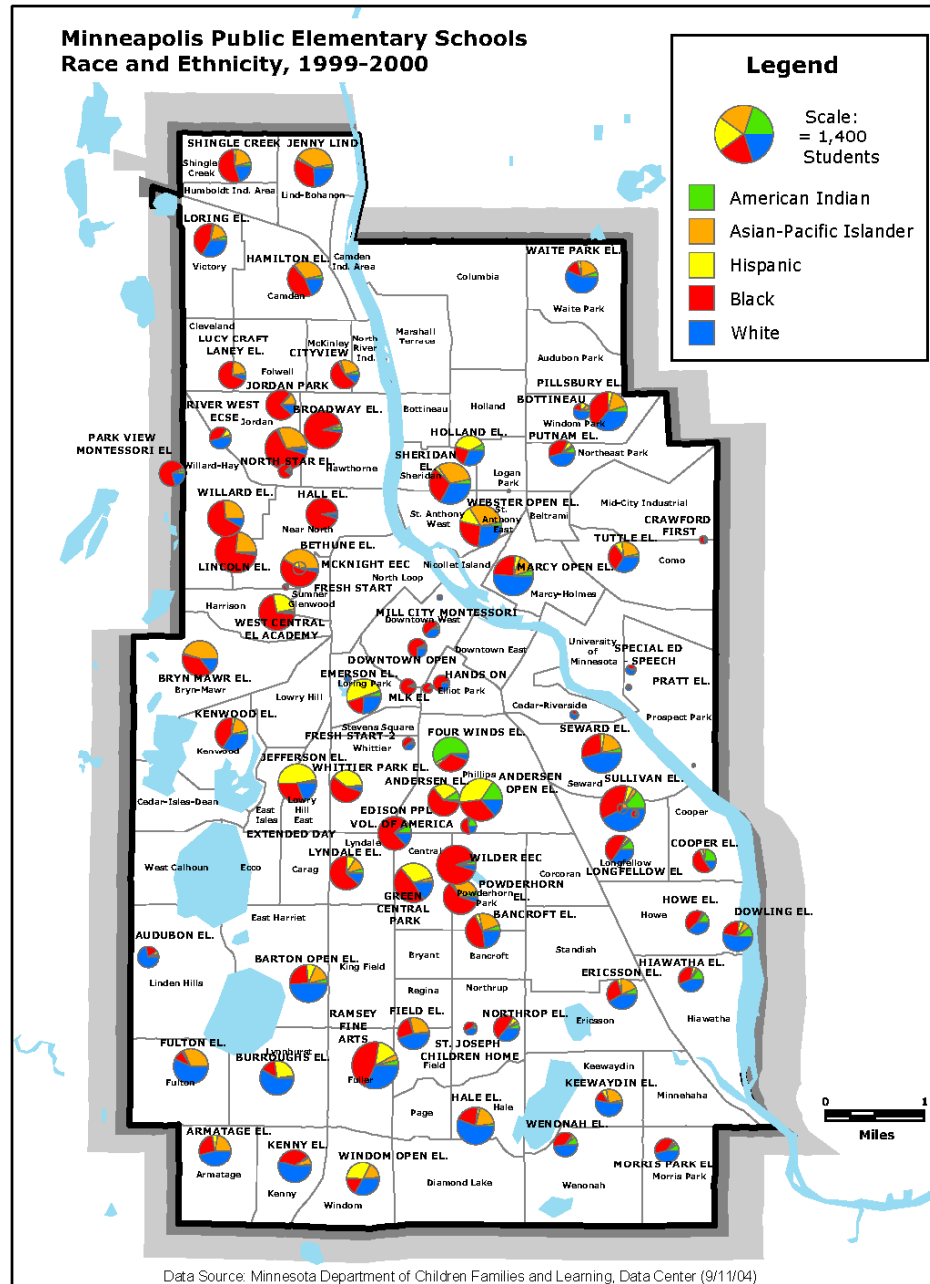 Minneapolis Public Elementary Schools
Race and Ethnicity, 1999-2000
Legend
Scale:
= 1,400
Students
American Indian
Asian-Pacific Islander
Hispanic
Black
White
SHINGLE CREEK
JENNY LIND
Shingle
Creek
Humboldt Ind. Area
Lind-Bohanon
LORING EL.
Victory
HAMILTON EL.
Camden
Ind. Area
Camden
Columbia
WAITE PARK EL.
Waite Park
Cleveland
LUCY CRAFT
LANEY EL.
Folwell
McKinley
CITYVIEW
North
River
Ind.
Marshall
Terrace
Audubon Park
JORDAN PARK
RIVER WEST
ECSE
Jordan
BROADWAY EL.
Bottineau
Holland
PILLSBURY EL.
BOTTINEAU
Windom Park
PARK VIEW
MONTESSORI EL
Willard-Hay
NORTH STAR EL
Hawthorne
HOLLAND EL.
SHERIDAN
EL.
Sheridan
Logan
Park
PUTNAM EL.
Northeast Park
WILLARD EL.
HALL EL.
Near North
St. Anthony
West
WEBSTER OPEN EL.
St.
Anthony
East
Beltrami
Mid-City Industrial
CRAWFORD
FIRST
TUTTLE EL.
Como
LINCOLN EL.
BETHUNE EL.
MCKNIGHT EEC
North Loop
Nicollet Island
MARCY OPEN EL.
Marcy-Holmes
FRESH START
Sumner
Glenwood
Harrison
WEST CENTRAL
EL ACADEMY
MILL CITY MONTESSORI
Downtown West
DOWNTOWN OPEN
Downtown East
University
of
Minnesota
SPECIAL ED
SPEECH
PRATT EL.
BRYN MAWR EL.
Bryn-Mawr
Lowry Hill
EMERSON EL.
Loring Park
MLK EL
HANDS ON
Elliot Park
Cedar-Riverside
Prospect Park
KENWOOD EL.
Kenwood
Stevens Square
FRESH START 2
Whittier
FOUR WINDS EL.
Phillips
SEWARD EL.
Seward
JEFFERSON EL.
WHITTIER PARK EL.
ANDERSEN EL.
ANDERSEN
OPEN EL.
SULLIVAN EL.
Cedar-Isles-Dean
East
Isles
Lowry
Hill
East
EDISON PPL
VOL. OF AMERICA
Cooper
EXTENDED DAY
Lyndale
LYNDALE EL.
Central
WILDER EEC
COOPER EL.
Longfellow
LONGFELLOW EL
West Calhoun
Ecco
Carag
Corcoran
GREEN
CENTRAL
PARK
POWDERHORN
EL.
Powderhorn
Park
East Harriet
BANCROFT EL.
Bancroft
Standish
Howe
HOWE EL.
DOWLING EL.
AUDUBON EL.
Linden Hills
BARTON OPEN EL.
King Field
Bryant
HIAWATHA EL.
Hiawatha
Regina
Northrup
ERICSSON EL.
Ericsson
RAMSEY
FINE
ARTS
Fuller
FIELD EL.
NORTHROP EL.
ST. JOSEPH
CHILDREN HOME
Field
FULTON EL.
Fulton
Lynnhurst
BURROUGHS EL.
Keewaydin
KEEWAYDIN EL.
Minnehaha
Page
HALE EL.
Hale
WENONAH EL.
Wenonah
MORRIS PARK EL
Morris Park
ARMATAGE EL.
Armatage
KENNY EL.
Kenny
WINDOM OPEN EL.
Windom
Diamond Lake
0
1
Miles
Data Source: Minnesota Department of Children Families and Learning, Data Center (9/11/04)